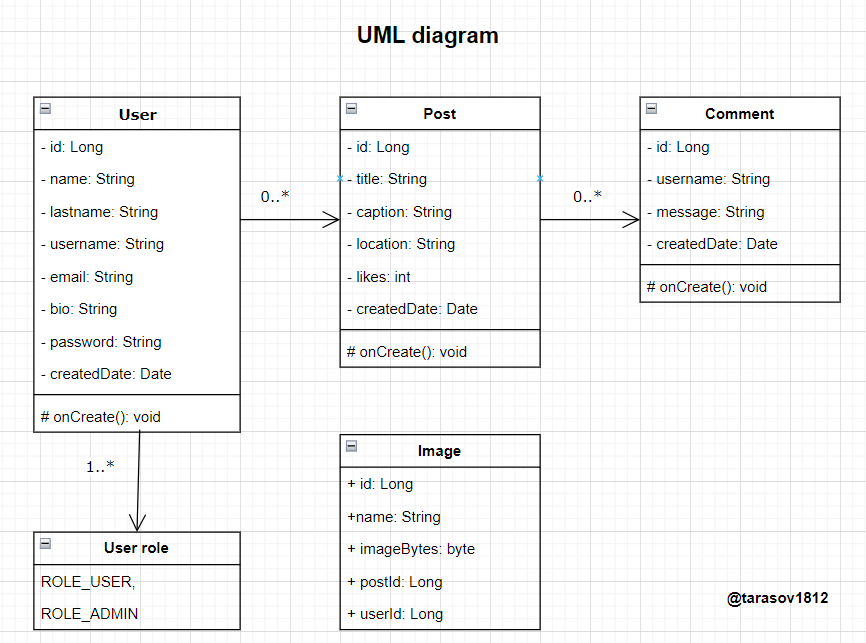 UML diagram
User
- id: Long
- name: String
- lastname: String
- username: String
- email: String
- bio: String
- password: String
- createdDate: Date
# onCreate(): void
0..*
Post
- id: Long
- title: String
- caption: String
- location: String
- likes: int
- createdDate: Date
# onCreate(): void
0..*
Comment
- id: Long
- username: String
- message: String
- createdDate: Date
# onCreate(): void
1..*
User role
ROLE_USER,
ROLE_ADMIN
Image
+ id: Long
+name: String
+ imageBytes: byte
+ postId: Long
+ userId: Long
@tarasov1812